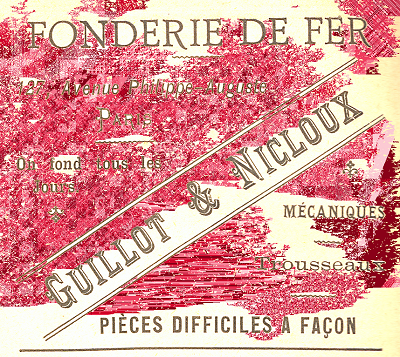 FONDERIE DE FER
127, Avenue Philippe-Auguste
PARIS
On fond tous les
Jours
GUILLOT & NICLOUX
MÉCANIQUES
Trousseaux
PIÈCES DIFFICILES A FAÇON